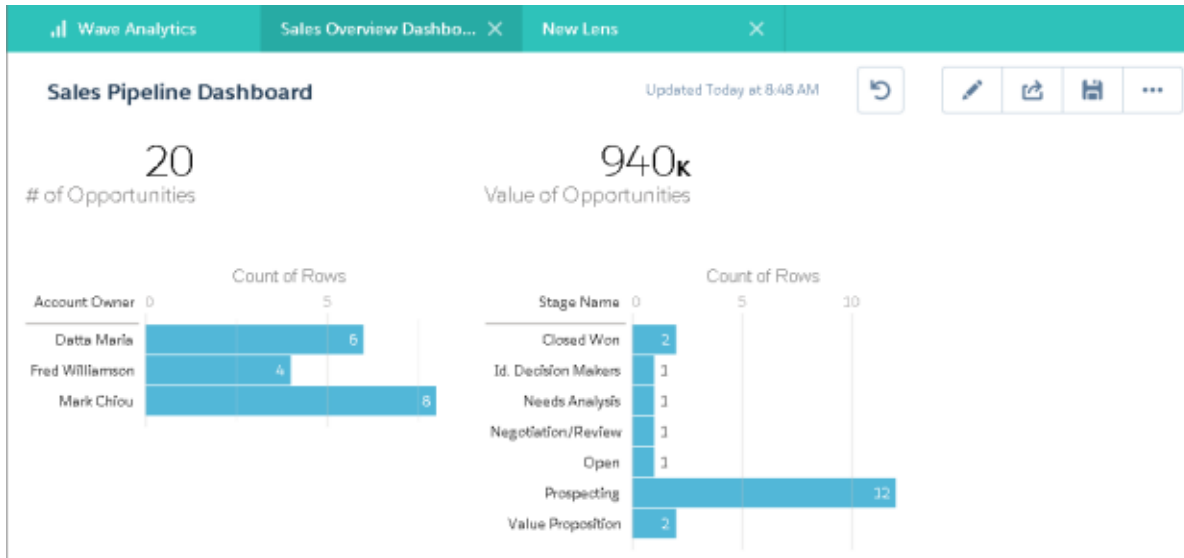 Wave Analytics Sales Overview Dashbo... New Lens
Sales Pipeline Dashboard Updated Today at 8:48 AM
20 940K
# of Opportunities Value of Opportunities
Count of Rows
Account Owner 0 5
Datta Maria 6
Fred Williamson 4
Mark Chiou 8
Count of Rows
Stage Name 0 5 10
Closed Won 2
Id. Decision Makers 1
Needs Analysis 1
Negotiation/Review 1
Open 1
Prospecting 12
Value Proposition 2